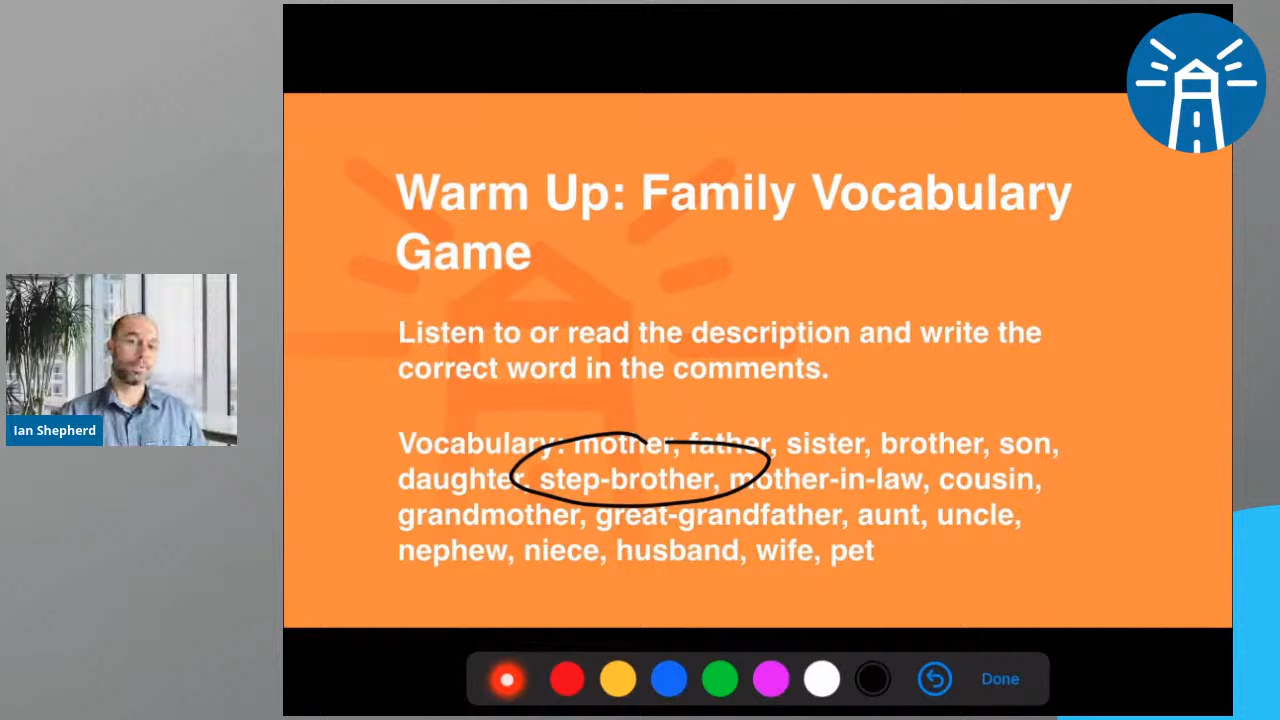 Warm Up: Family Vocabulary
Game
Listen to or read the description and write the
correct word in the comments.
Vocabulary: mother, father, sister, brother, son,
daughter, step-brother, mother-in-law, cousin,
grandmother, great-grandfather, aunt, uncle,
nephew, niece, husband, wife, pet
Ian Shepherd
Done